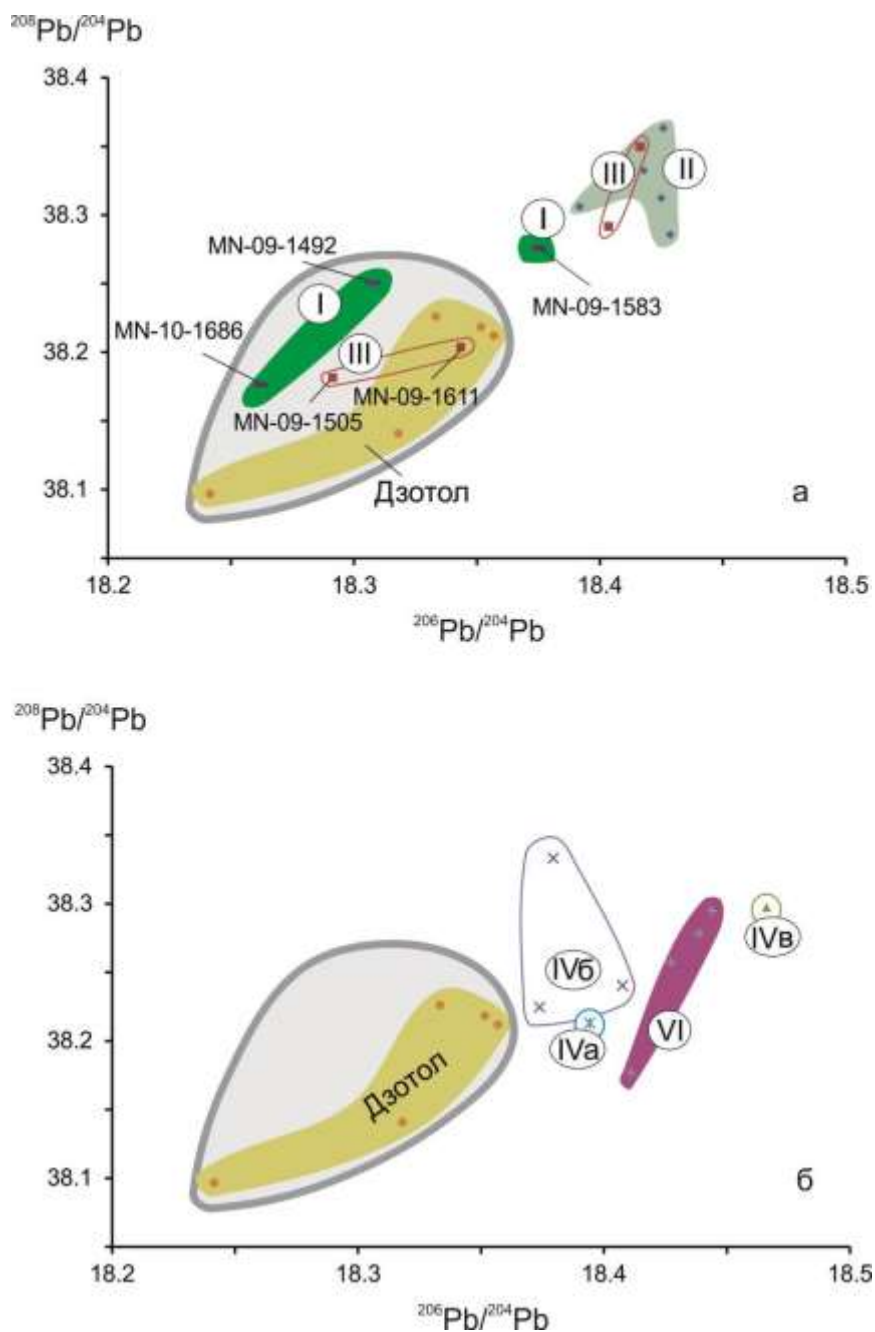 ²⁰⁸Pb/²⁰⁴Pb
38.4
III
II
38.3
I
MN-09-1492
MN-09-1583
I
MN-10-1686
38.2
III
MN-09-1611
MN-09-1505
Дзотол
38.1
а
18.2 18.3 18.4 18.5
²⁰⁶Pb/²⁰⁴Pb
²⁰⁸Pb/²⁰⁴Pb
38.4
38.3
IVв
IVб
38.2
IVа
VI
Дзотол
38.1
б
18.2 18.3 18.4 18.5
²⁰⁶Pb/²⁰⁴Pb